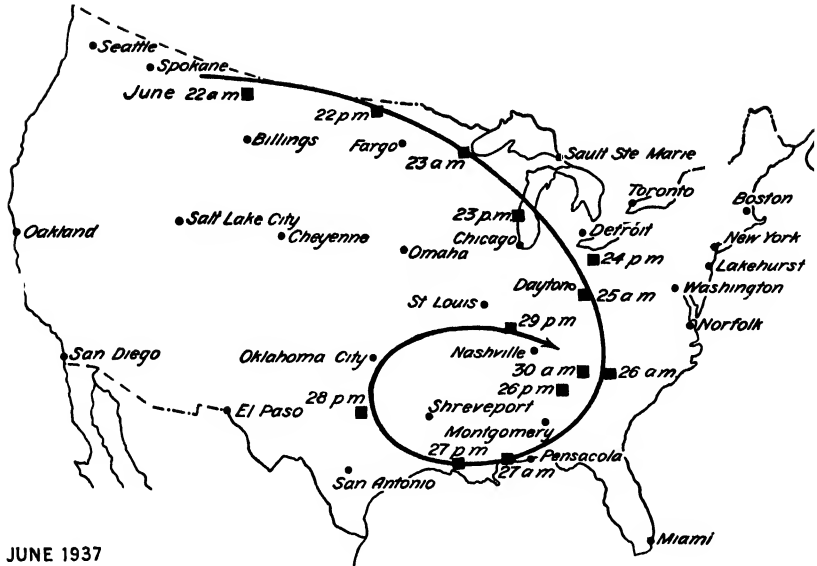 Seattle
Spokane
June 22 a m
22 p m
Billings
Fargo
23 a m
Sault Ste Marie
Toronto
Boston
Salt Lake City
23 p.m
Oakland
Cheyenne
Omaha
Chicago
Detroit
New York
24 p m
Lakehurst
Dayton
25 a m
Washington
St Louis
29 p m
Norfolk
San Diego
Oklahoma City
Nashville
30 a m
26 a m
26 p m
28 p m
El Paso
Shreveport
Montgomery
27 p m
Pensacola
27 a m
San Antonio
Miami
JUNE 1937